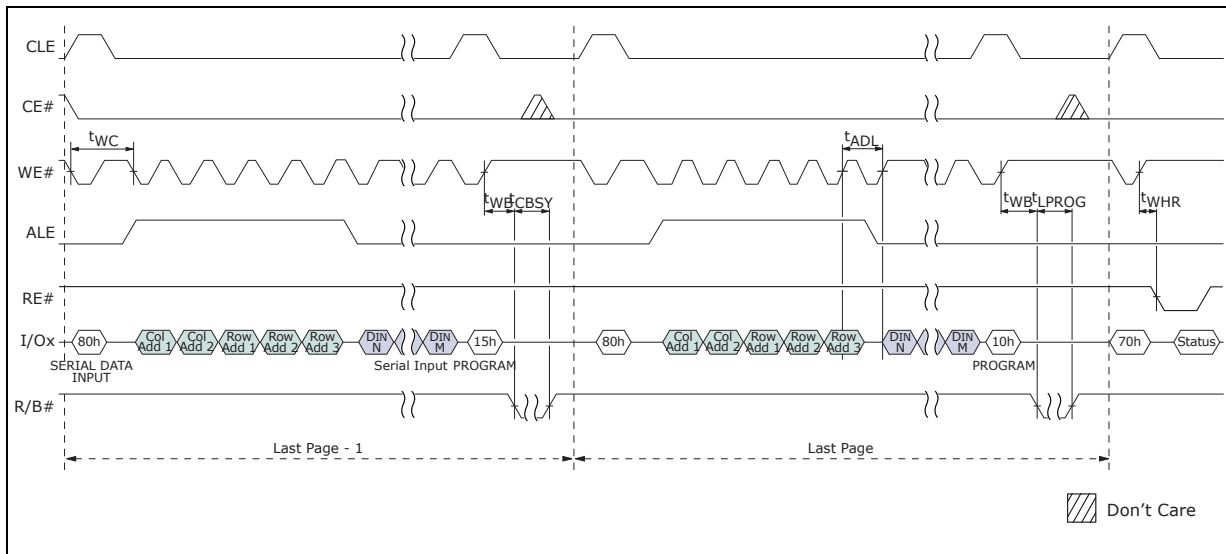 CLE
CE#
tWC
tADL
WE#
tWB tCBSY
tWB tLPROG
tWHR
ALE
RE#
I/Ox
80h
Col Add 1
Col Add 2
Row Add 1
Row Add 2
Row Add 3
DIN N
DIN M
15h
80h
Col Add 1
Col Add 2
Row Add 1
Row Add 2
Row Add 3
DIN N
DIN M
10h
70h
Status
SERIAL DATA INPUT
Serial Input PROGRAM
PROGRAM
R/B#
Last Page - 1
Last Page
Don't Care